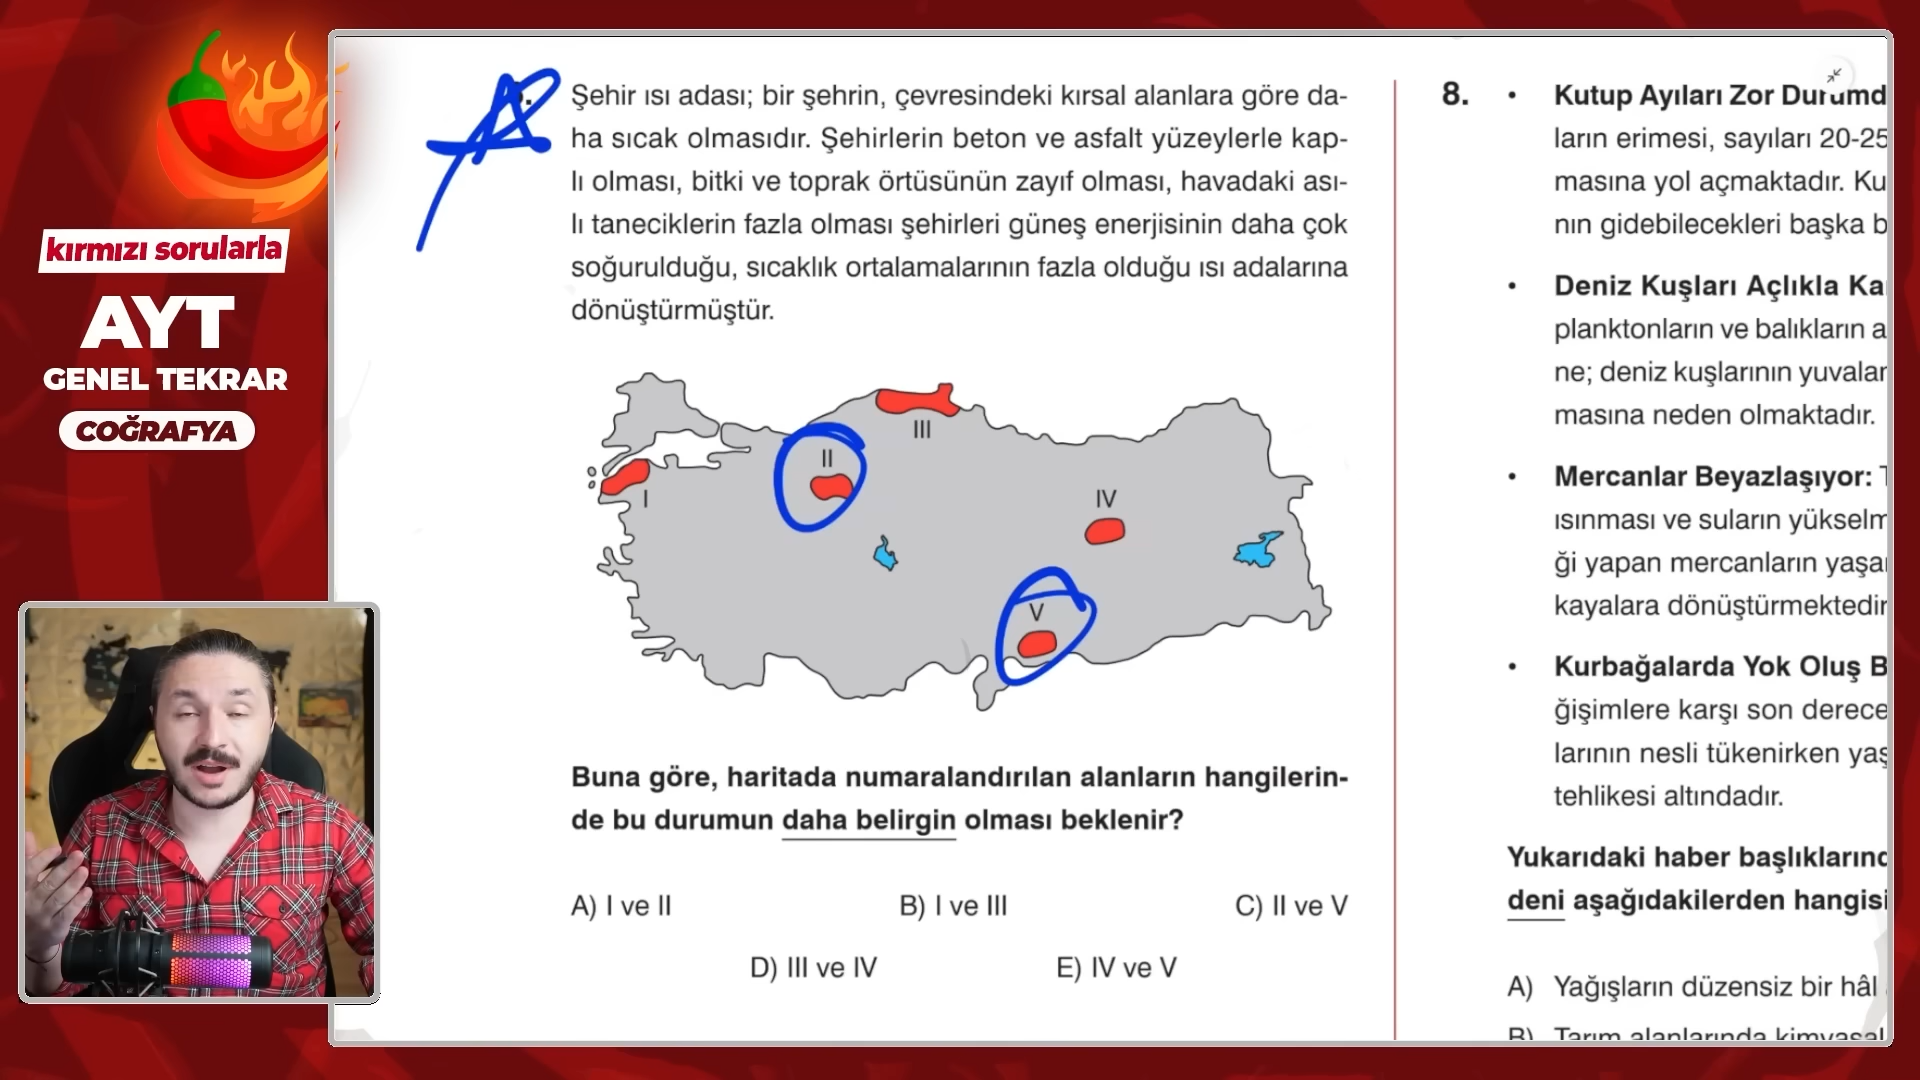 kırmızı sorularla
AYT
GENEL TEKRAR
COĞRAFYA
Şehir ısı adası; bir şehrin, çevresindeki kırsal alanlara göre da-
ha sıcak olmasıdır. Şehirlerin beton ve asfalt yüzeylerle kap-
lı olması, bitki ve toprak örtüsünün zayıf olması, havadaki ası-
lı taneciklerin fazla olması şehirleri güneş enerjisinin daha çok
soğurulduğu, sıcaklık ortalamalarının fazla olduğu ısı adalarına
dönüştürmüştür.
III
II
I
IV
V
Buna göre, haritada numaralandırılan alanların hangilerin-
de bu durumun daha belirgin olması beklenir?
A) I ve II
B) I ve III
C) II ve V
D) III ve IV
E) IV ve V
8.
• Kutup Ayıları Zor Durumd
ların erimesi, sayıları 20-25
masına yol açmaktadır. Ku
nın gidebilecekleri başka b
• Deniz Kuşları Açlıkla Ka
planktonların ve balıkların a
ne; deniz kuşlarının yuvalar
masına neden olmaktadır.
• Mercanlar Beyazlaşıyor:
ısınması ve suların yükselm
ği yapan mercanların yaşa
kayalara dönüştürmektedir
• Kurbağalarda Yok Oluş B
ğişimlere karşı son derece
larının nesli tükenirken yaş
tehlikesi altındadır.
Yukarıdaki haber başlıklarınd
deni aşağıdakilerden hangisi
A) Yağışların düzensiz bir hâl
B) Tarım alanlarında kimyasal